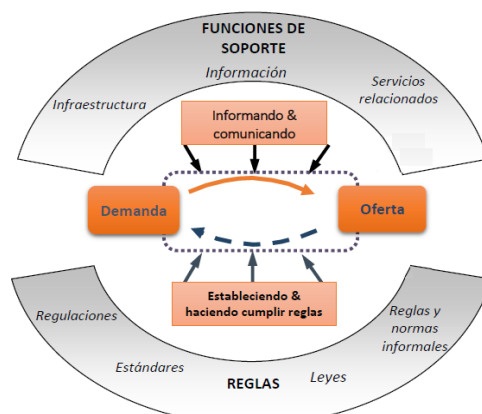 FUNCIONES DE
SOPORTE
Información
Infraestructura
Servicios
relacionados
Informando &
comunicando
Demanda
Oferta
Estableciendo &
haciendo cumplir reglas
Regulaciones
Reglas y
normas
informales
Estándares
Leyes
REGLAS